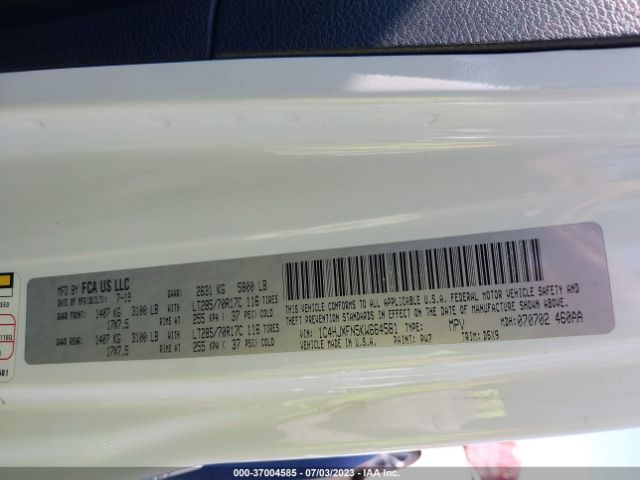 MFD BY FCA US LLC
DATE OF MFR/BUILT: 7-19
GVWR: 2631 KG 5800 LB
GAWR FRONT: 1407 KG 3100 LB WITH LT285/70R17C 116 TIRES
17X7.5 RIMS AT 255 KPA ( 37 PSI) COLD
GAWR REAR: 1407 KG 3100 LB WITH LT285/70R17C 116 TIRES
17X7.5 RIMS AT 255 KPA ( 37 PSI) COLD
THIS VEHICLE CONFORMS TO ALL APPLICABLE U.S.A. FEDERAL MOTOR VEHICLE SAFETY AND
THEFT PREVENTION STANDARDS IN EFFECT ON THE DATE OF MANUFACTURE SHOWN ABOVE.
VIN: 1C4HJXFN5KW664581 TYPE: MPV MDH: 070702 460AA
VEHICLE MADE IN U.S.A. PAINT: PW7 TRIM: D5X9
000-37004585 - 07/03/2023 - IAA Inc.